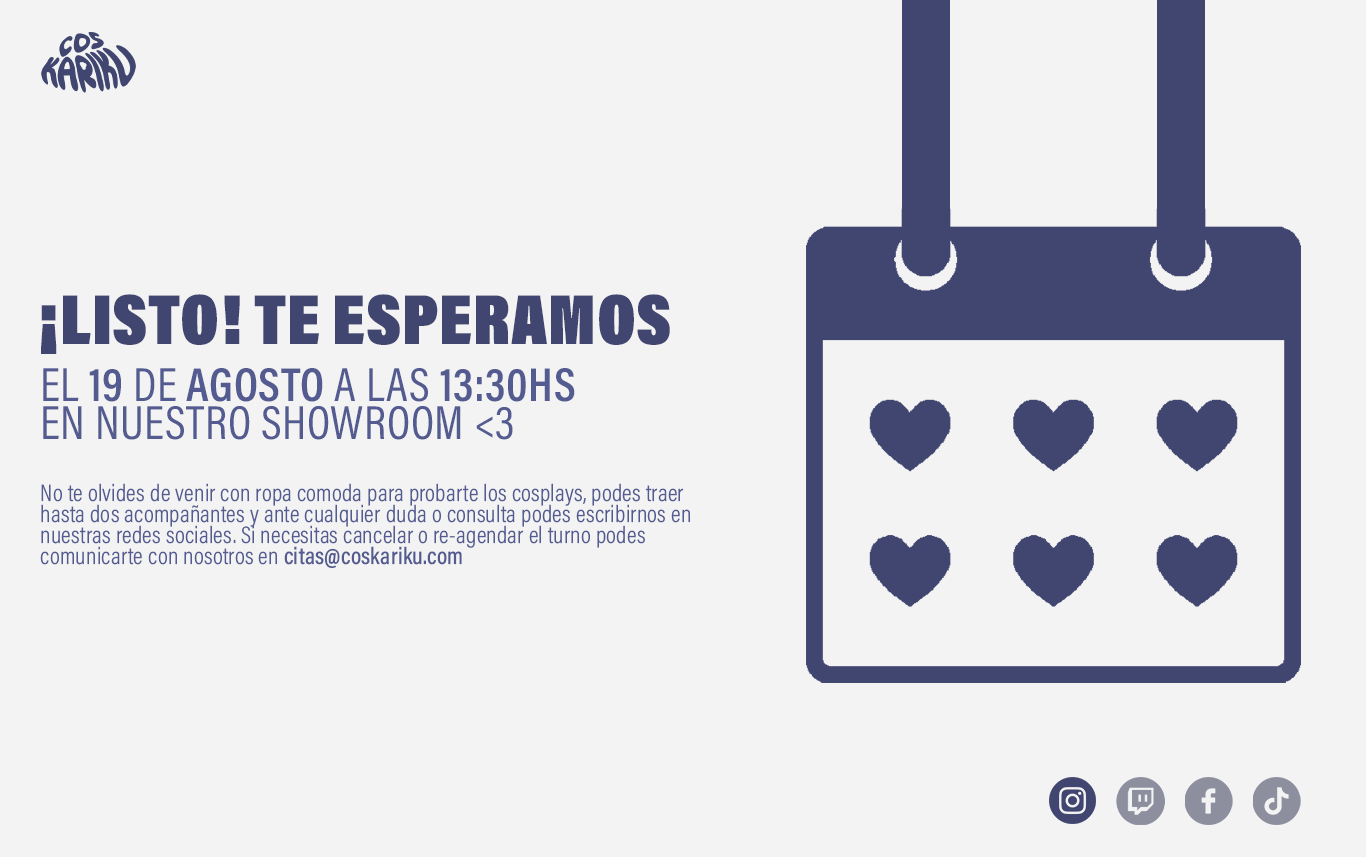 COS
KARIKU
¡LISTO! TE ESPERAMOS
EL 19 DE AGOSTO A LAS 13:30HS
EN NUESTRO SHOWROOM <3
No te olvides de venir con ropa comoda para probarte los cosplays, podes traer
hasta dos acompañantes y ante cualquier duda o consulta podes escribirnos en
nuestras redes sociales. Si necesitas cancelar o re-agendar el turno podes
comunicarte con nosotros en citas@coskariku.com